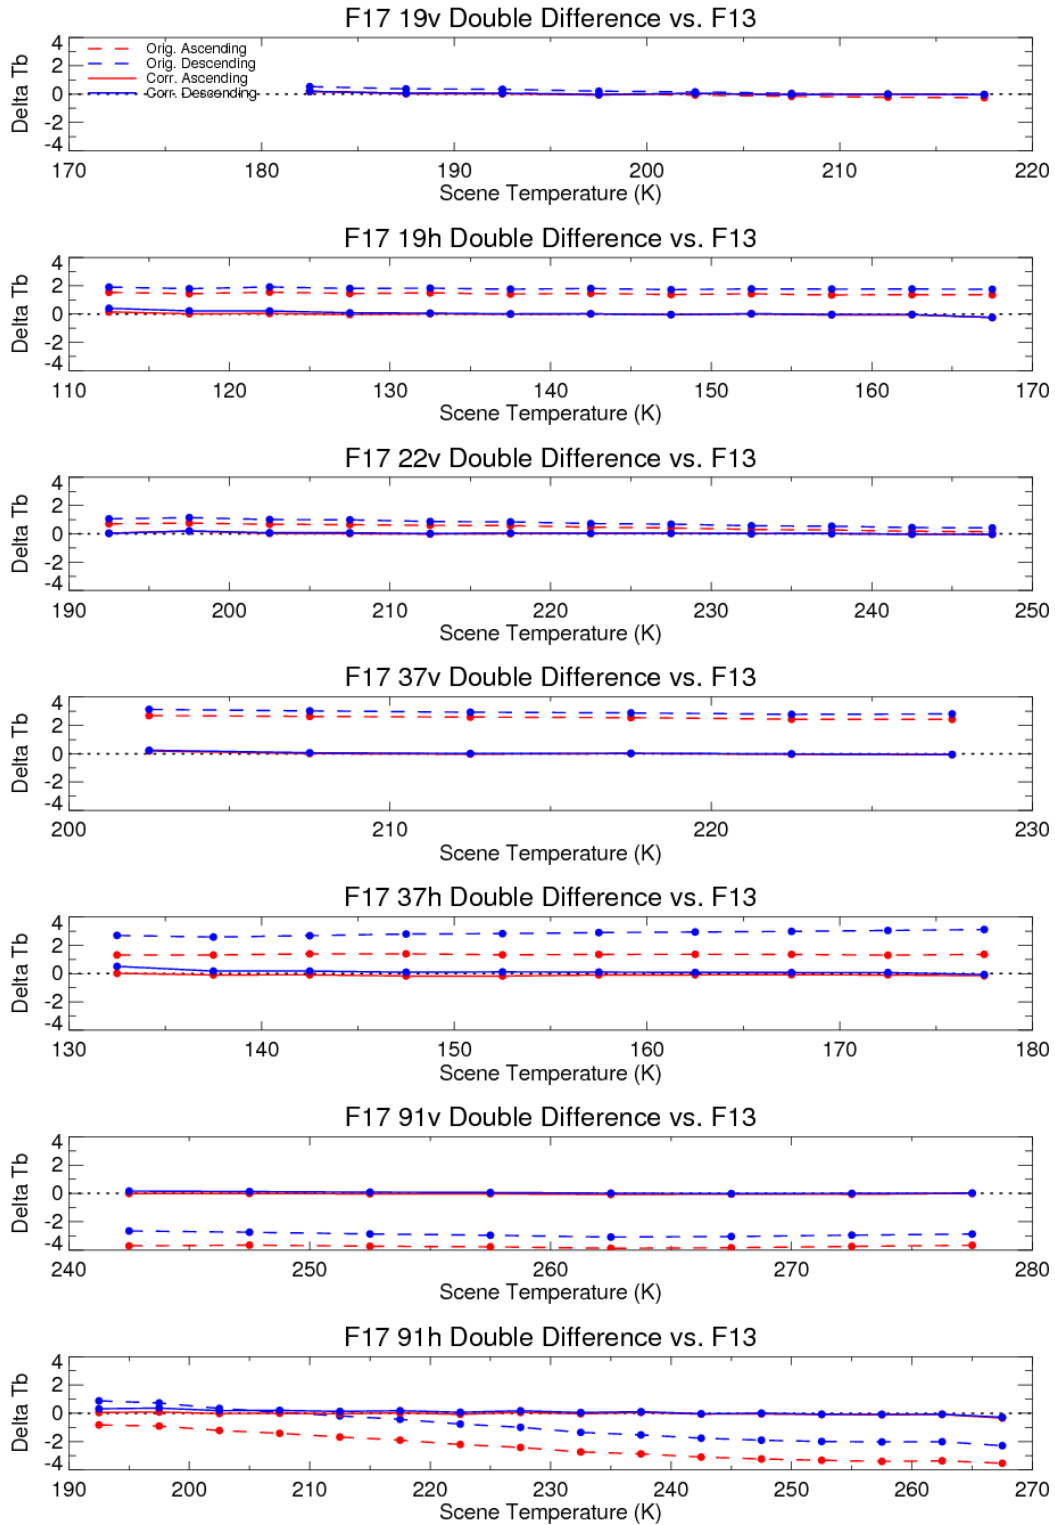 F17 19v Double Difference vs. F13
Orig. Ascending
Orig. Descending
Corr. Ascending
Corr. Descending
Delta Tb
4
2
0
-2
-4
170 180 190 200 210 220
Scene Temperature (K)
F17 19h Double Difference vs. F13
Delta Tb
4
2
0
-2
-4
110 120 130 140 150 160 170
Scene Temperature (K)
F17 22v Double Difference vs. F13
Delta Tb
4
2
0
-2
-4
190 200 210 220 230 240 250
Scene Temperature (K)
F17 37v Double Difference vs. F13
Delta Tb
4
2
0
-2
-4
200 210 220 230
Scene Temperature (K)
F17 37h Double Difference vs. F13
Delta Tb
4
2
0
-2
-4
130 140 150 160 170 180
Scene Temperature (K)
F17 91v Double Difference vs. F13
Delta Tb
4
2
0
-2
-4
240 250 260 270 280
Scene Temperature (K)
F17 91h Double Difference vs. F13
Delta Tb
4
2
0
-2
-4
190 200 210 220 230 240 250 260 270
Scene Temperature (K)